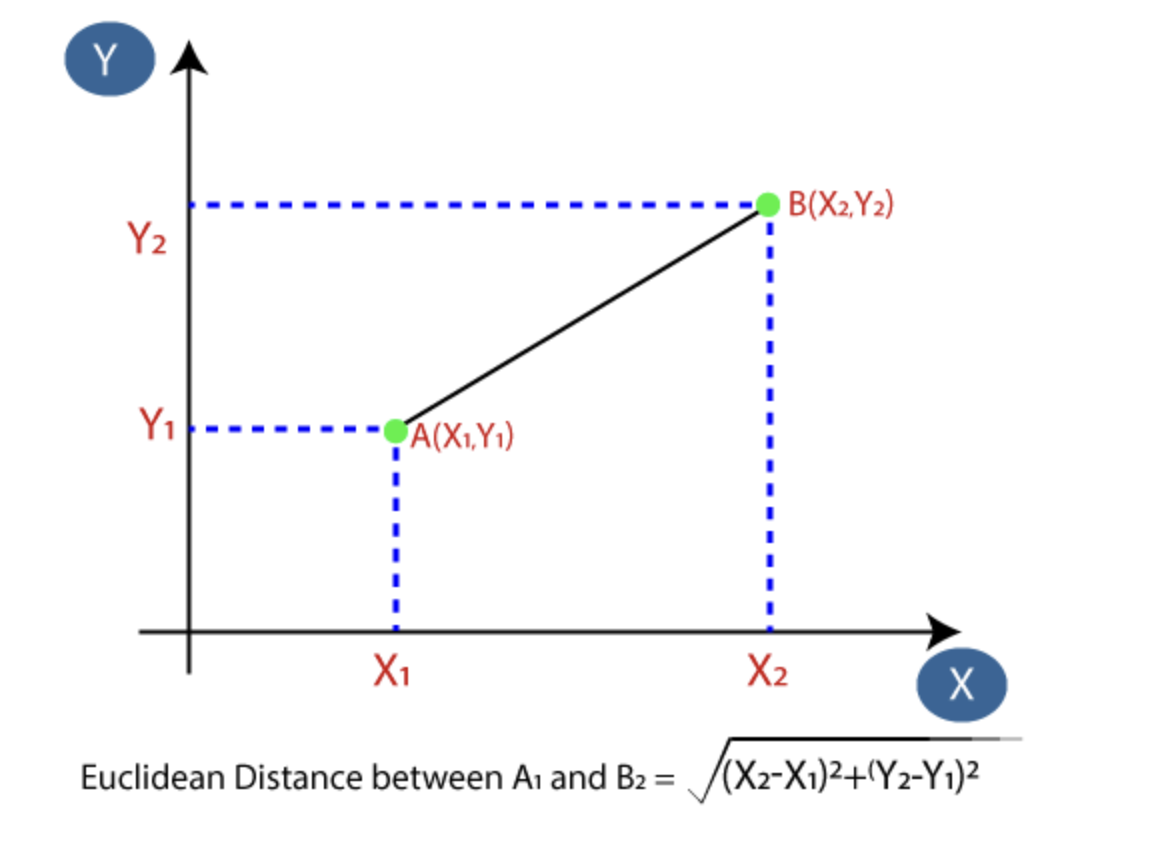 Y
B(X₂,Y₂)
Y₂
Y₁
A(X₁,Y₁)
X₁
X₂
X
Euclidean Distance between A₁ and B₂ = √(X₂-X₁)²+(Y₂-Y₁)²